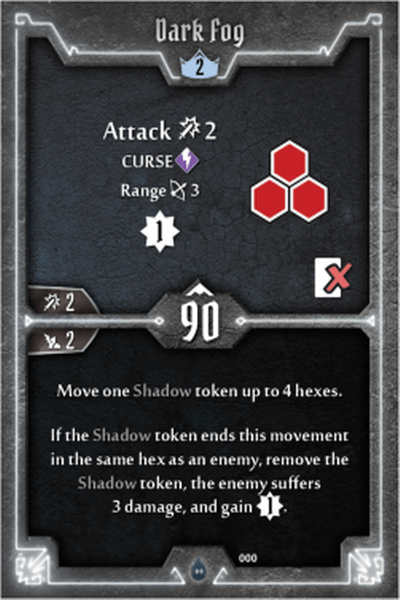 Dark Fog
2
Attack 2
CURSE
Range 3
1
2
90
2
Move one Shadow token up to 4 hexes.
If the Shadow token ends this movement
in the same hex as an enemy, remove the
Shadow token, the enemy suffers
3 damage, and gain 1.
000